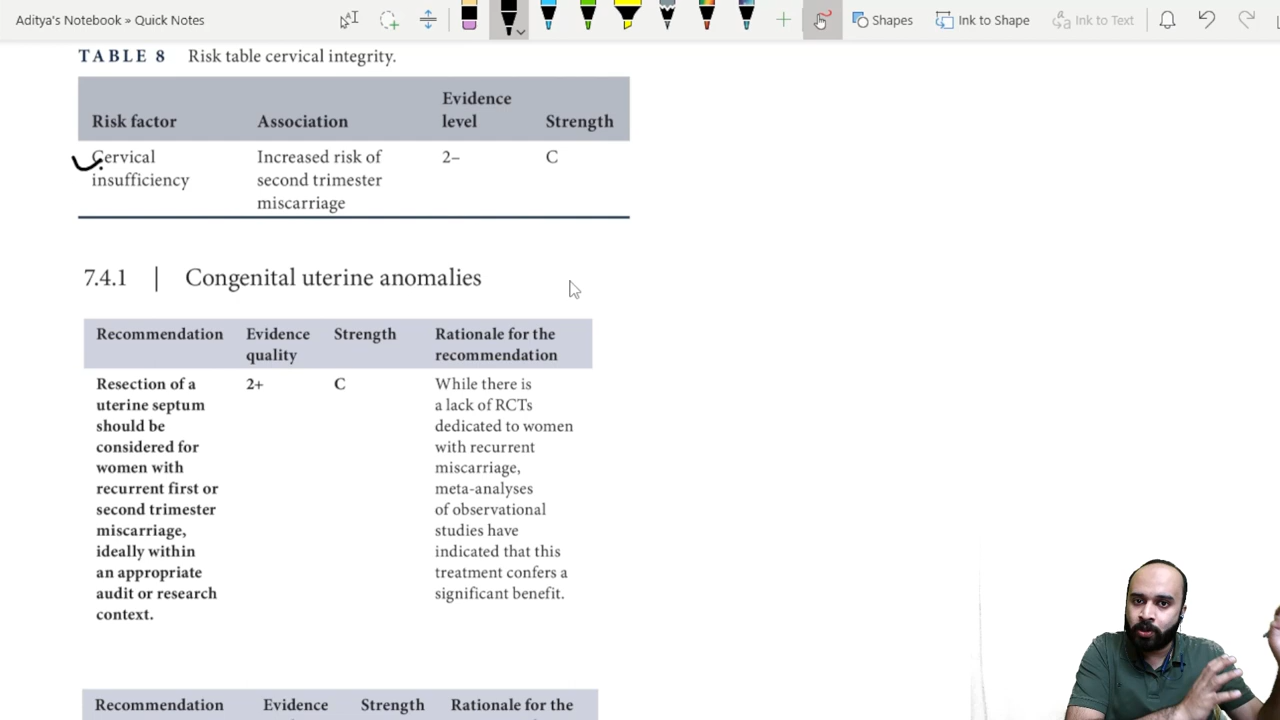 Aditya's Notebook » Quick Notes
Shapes
Ink to Shape
Ink to Text
TABLE 8 Risk table cervical integrity.
Risk factor Association Evidence level Strength
Cervical insufficiency Increased risk of second trimester miscarriage 2– C
7.4.1 | Congenital uterine anomalies
Recommendation Evidence quality Strength Rationale for the recommendation
Resection of a
uterine septum
should be
considered for
women with
recurrent first or
second trimester
miscarriage,
ideally within
an appropriate
audit or research
context.
2+
C
While there is
a lack of RCTs
dedicated to women
with recurrent
miscarriage,
meta-analyses
of observational
studies have
indicated that this
treatment confers a
significant benefit.
Recommendation Evidence Strength Rationale for the